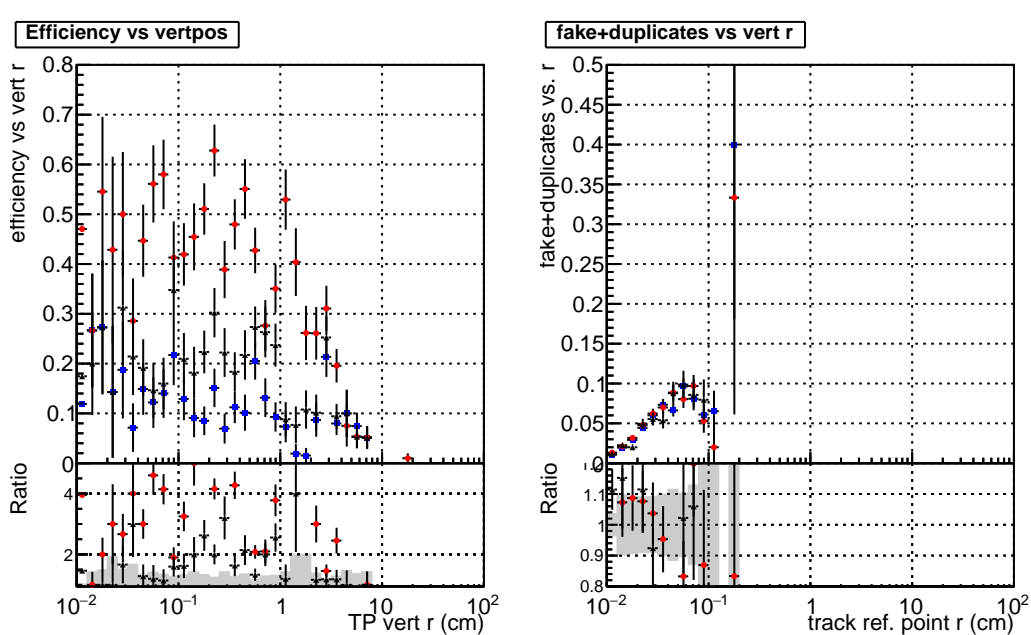 Efficiency vs vertpos
efficiency vs vert r
0.8
0.7
0.6
0.5
0.4
0.3
0.2
0.1
0
Ratio
4
2
10⁻² 10⁻¹ 1 10 10²
TP vert r (cm)
fake+duplicates vs vert r
fake+duplicates vs. r
0.5
0.45
0.4
0.35
0.3
0.25
0.2
0.15
0.1
0.05
0
Ratio
1.1
1
0.9
0.8
10⁻² 10⁻¹ 1 10 10²
track ref. point r (cm)